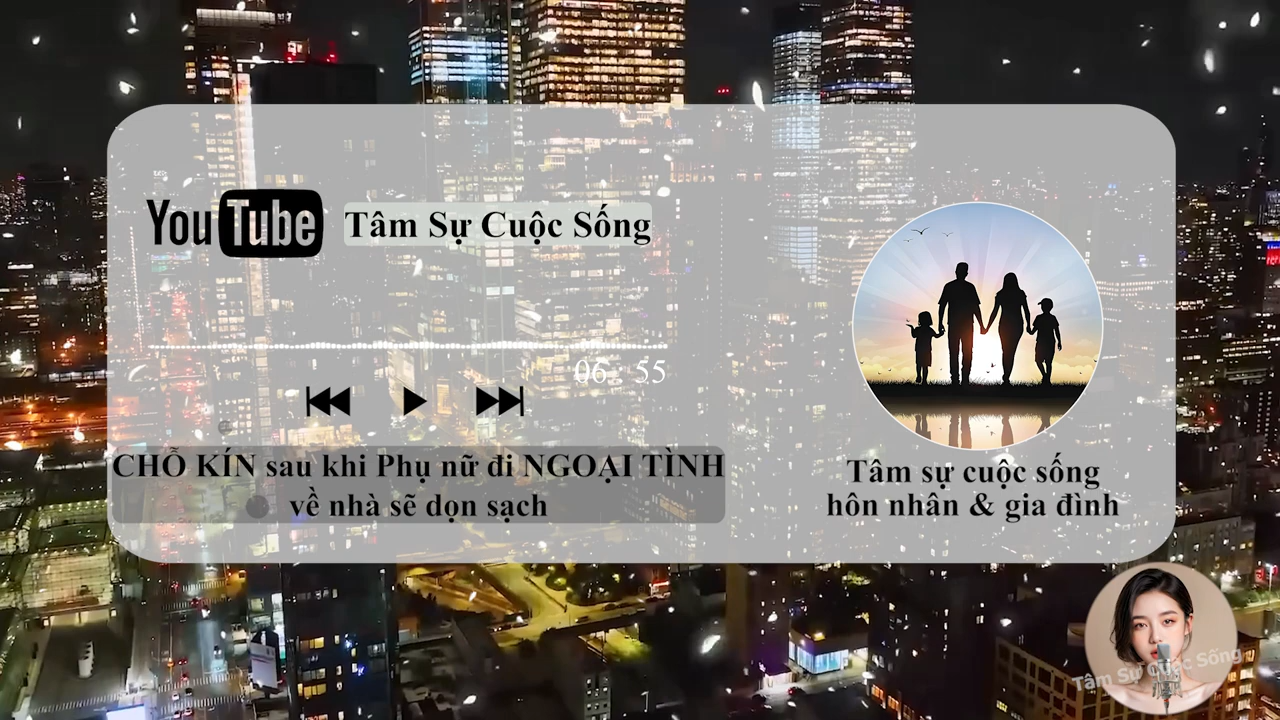 YouTube Tâm Sự Cuộc Sống
06 55
CHỖ KÍN sau khi Phụ nữ đi NGOẠI TÌNH
về nhà sẽ dọn sạch
Tâm sự cuộc sống
hôn nhân & gia đình
Tâm Sự Cuộc Sống